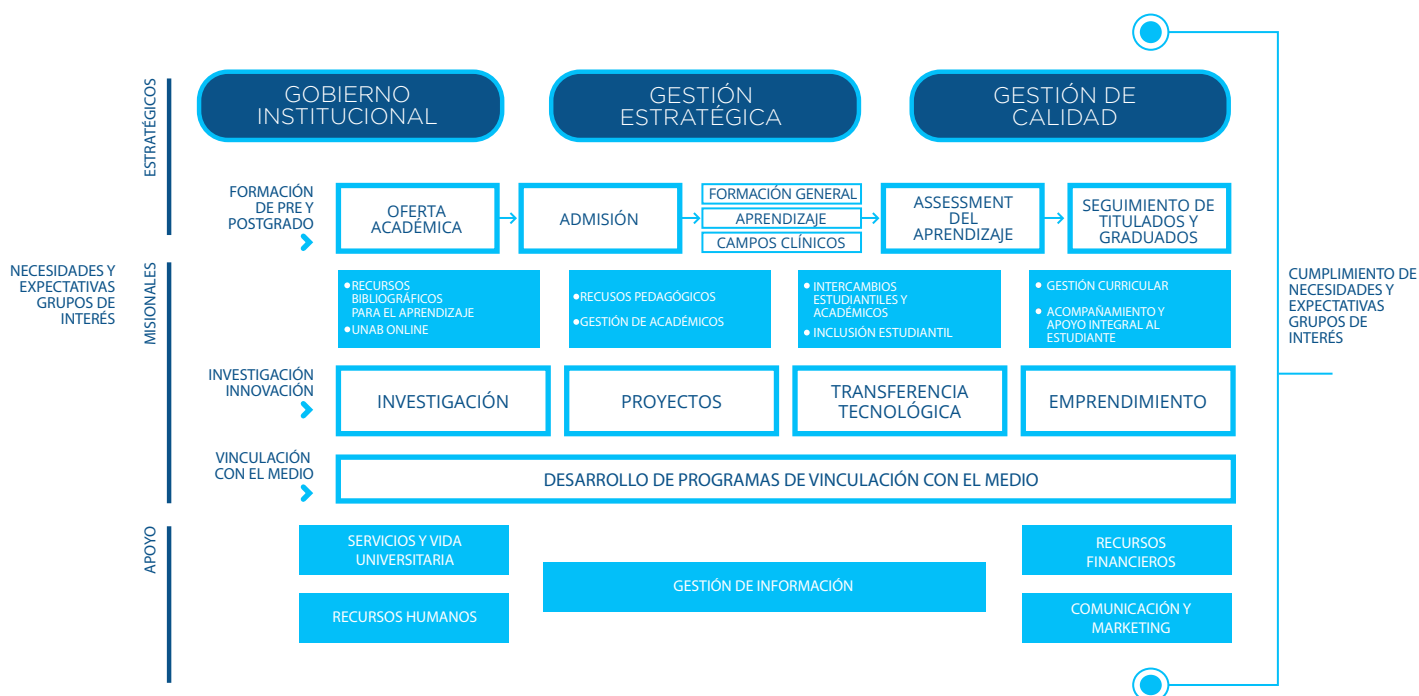 ESTRATÉGICOS
GOBIERNO
INSTITUCIONAL
GESTIÓN
ESTRATÉGICA
GESTIÓN DE
CALIDAD
NECESIDADES Y
EXPECTATIVAS
GRUPOS DE
INTERÉS
MISIONALES
FORMACIÓN
DE PRE Y
POSTGRADO
OFERTA
ACADÉMICA
ADMISIÓN
FORMACIÓN GENERAL
APRENDIZAJE
CAMPOS CLÍNICOS
ASSESSMENT
DEL
APRENDIZAJE
SEGUIMIENTO DE
TITULADOS Y
GRADUADOS
•RECURSOS
BIBLIOGRÁFICOS
PARA EL APRENDIZAJE
•UNAB ONLINE
•RECUSOS PEDAGÓGICOS
•GESTIÓN DE ACADÉMICOS
• INTERCAMBIOS
ESTUDIANTILES Y
ACADÉMICOS
• INCLUSIÓN ESTUDIANTIL
• GESTIÓN CURRICULAR
• ACOMPAÑAMIENTO Y
APOYO INTEGRAL AL
ESTUDIANTE
INVESTIGACIÓN
INNOVACIÓN
INVESTIGACIÓN
PROYECTOS
TRANSFERENCIA
TECNOLÓGICA
EMPRENDIMIENTO
VINCULACIÓN
CON EL MEDIO
DESARROLLO DE PROGRAMAS DE VINCULACIÓN CON EL MEDIO
APOYO
SERVICIOS Y VIDA
UNIVERSITARIA
RECURSOS HUMANOS
GESTIÓN DE INFORMACIÓN
RECURSOS
FINANCIEROS
COMUNICACIÓN Y
MARKETING
CUMPLIMIENTO DE
NECESIDADES Y
EXPECTATIVAS
GRUPOS DE
INTERÉS